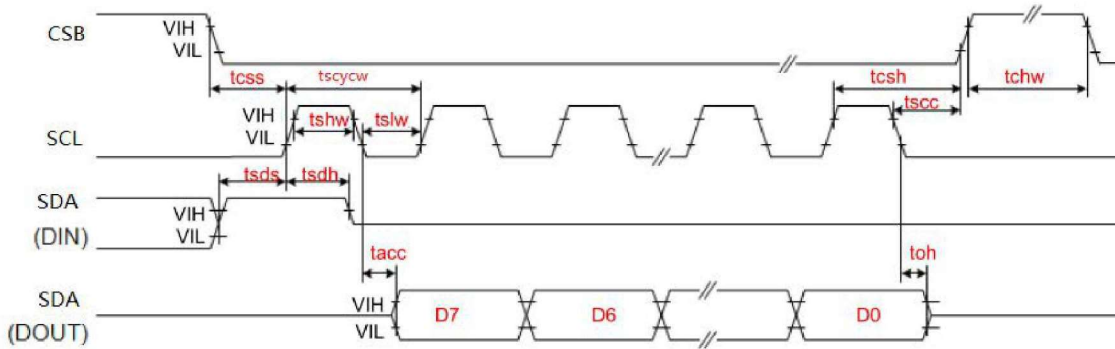 CSB
VIH
VIL
tcss
tscycw
tcsh
tchw
tscc
SCL
VIH
VIL
tshw
tslw
tsds
tsdh
SDA
(DIN)
VIH
VIL
tacc
toh
SDA
(DOUT)
VIH
VIL
D7
D6
D0